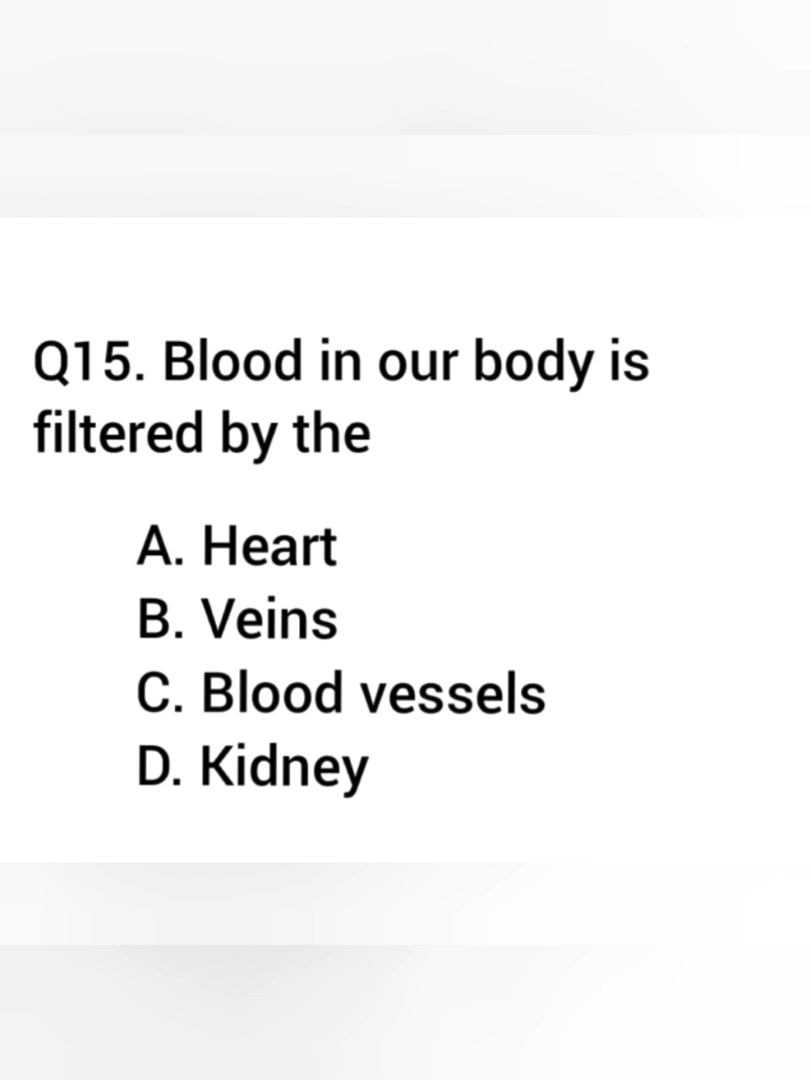 Q15. Blood in our body is
filtered by the
A. Heart
B. Veins
C. Blood vessels
D. Kidney